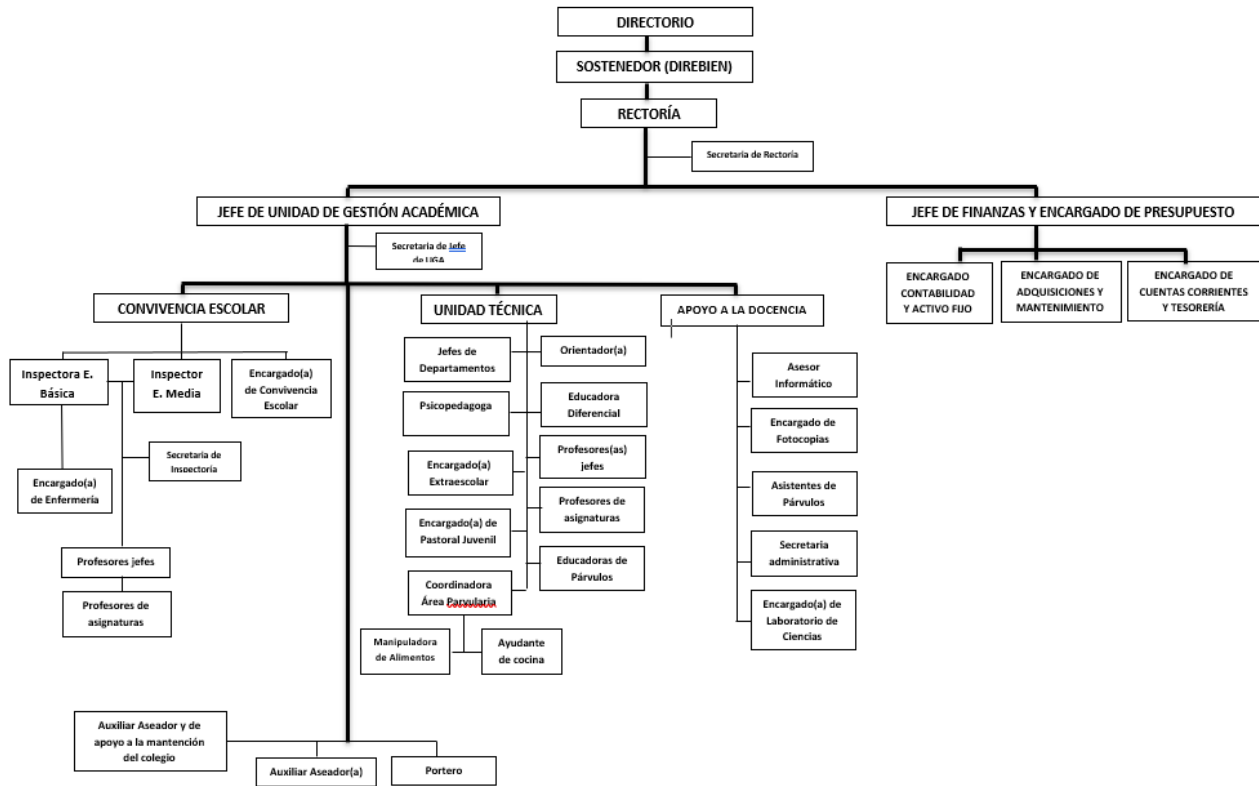 DIRECTORIO
SOSTENEDOR (DIREBIEN)
RECTORÍA
Secretaria de Rectoría
JEFE DE UNIDAD DE GESTIÓN ACADÉMICA
JEFE DE FINANZAS Y ENCARGADO DE PRESUPUESTO
Secretaria de Jefe
de UGA
ENCARGADO
CONTABILIDAD
Y ACTIVO FIJO
ENCARGADO DE
ADQUISICIONES Y
MANTENIMIENTO
ENCARGADO DE
CUENTAS CORRIENTES
Y TESORERÍA
CONVIVENCIA ESCOLAR
UNIDAD TÉCNICA
APOYO A LA DOCENCIA
Inspectora E.
Básica
Inspector
E. Media
Encargado(a)
de Convivencia
Escolar
Secretaria de
Inspectoría
Encargado(a)
de Enfermería
Profesores jefes
Profesores de
asignaturas
Jefes de
Departamentos
Orientador(a)
Psicopedagoga
Educadora
Diferencial
Encargado(a)
Extraescolar
Profesores(as)
jefes
Encargado(a) de
Pastoral Juvenil
Profesores de
asignaturas
Coordinadora
Área Parvularia
Educadoras de
Párvulos
Manipuladora
de Alimentos
Ayudante
de cocina
Asesor
Informático
Encargado de
Fotocopias
Asistentes de
Párvulos
Secretaria
administrativa
Encargado(a) de
Laboratorio de
Ciencias
Auxiliar Aseador y de
apoyo a la mantención
del colegio
Auxiliar Aseador(a)
Portero